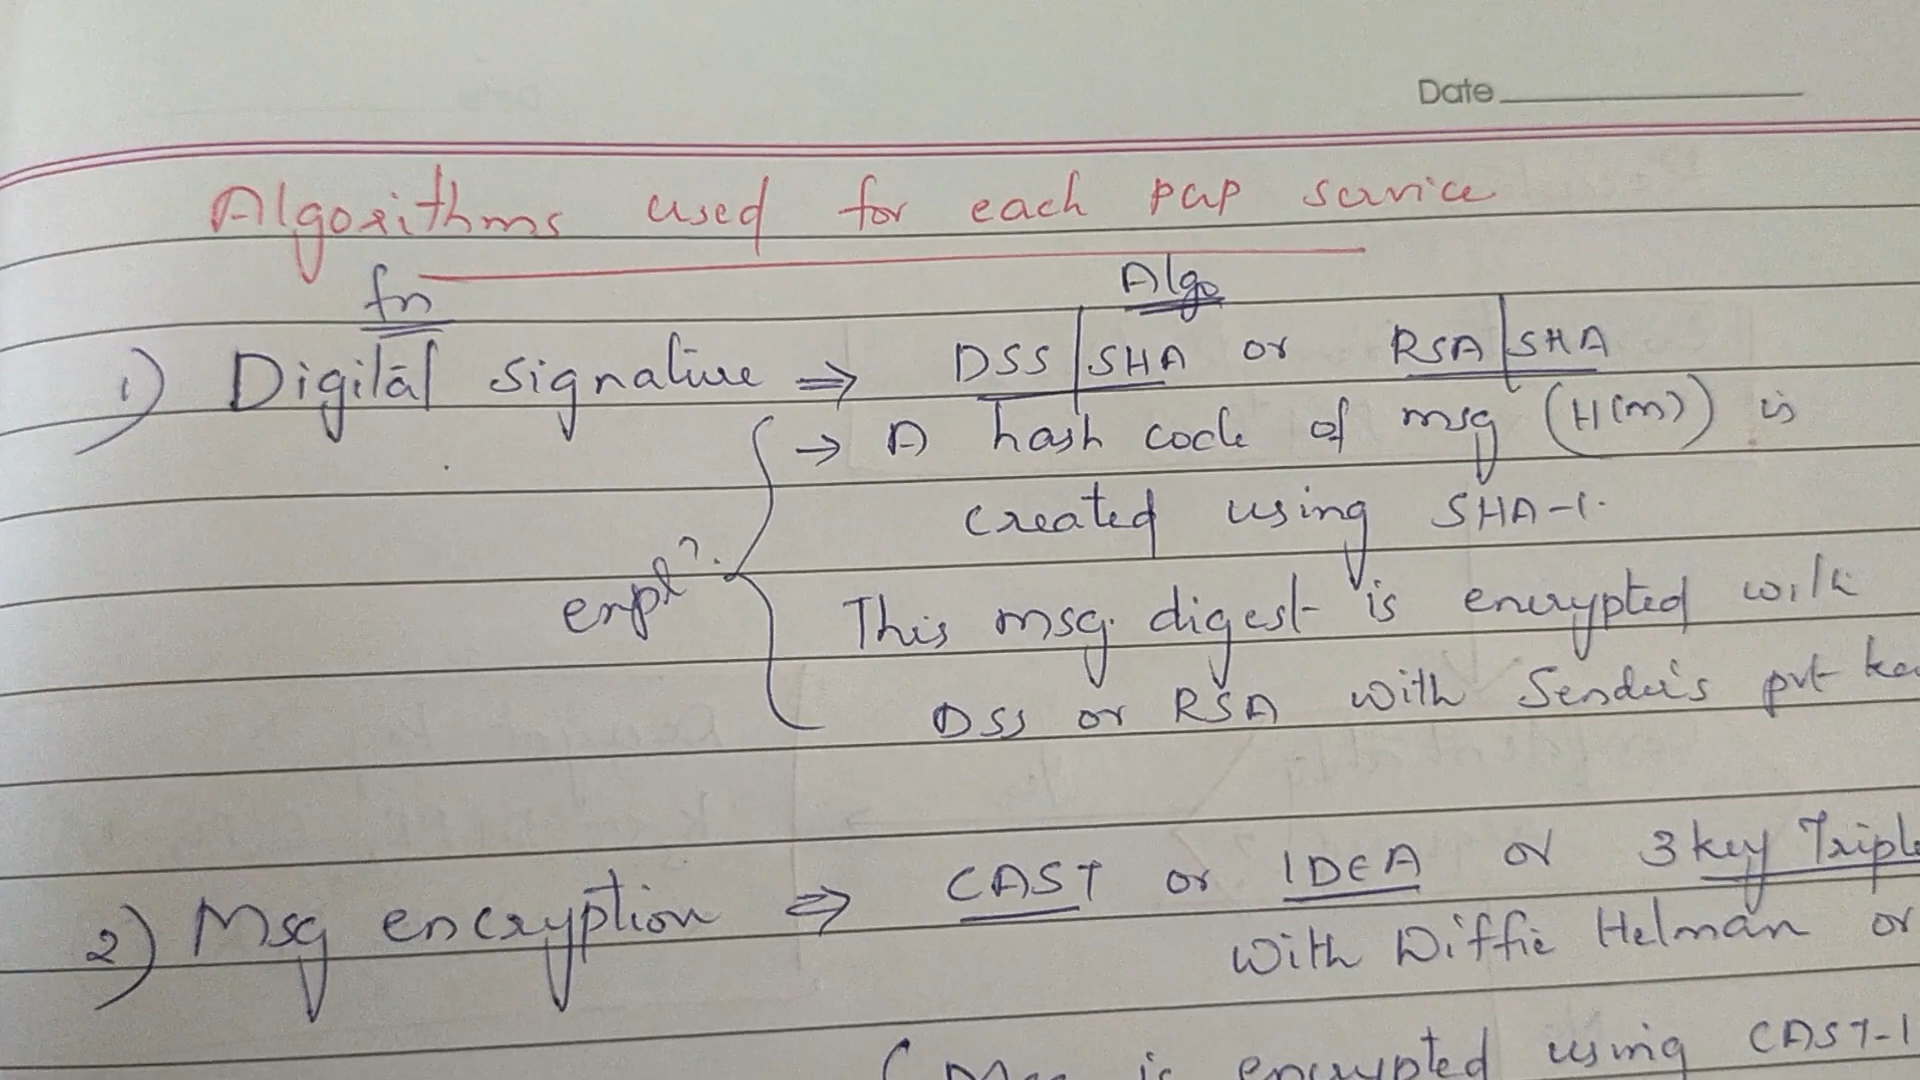 Date
Algorithms used for each PGP service
fn Algo
1) Digital signature ⇒ DSS|SHA or RSA|SHA
→ A hash code of msg (H(m)) is
created using SHA-1.
expln.
This msg. digest is encrypted with
DSS or RSA with Sender's pvt
2) Msg encryption ⇒ CAST or IDEA or 3 key Triple
with Diffie Helman or
is encrypted using CAST-1